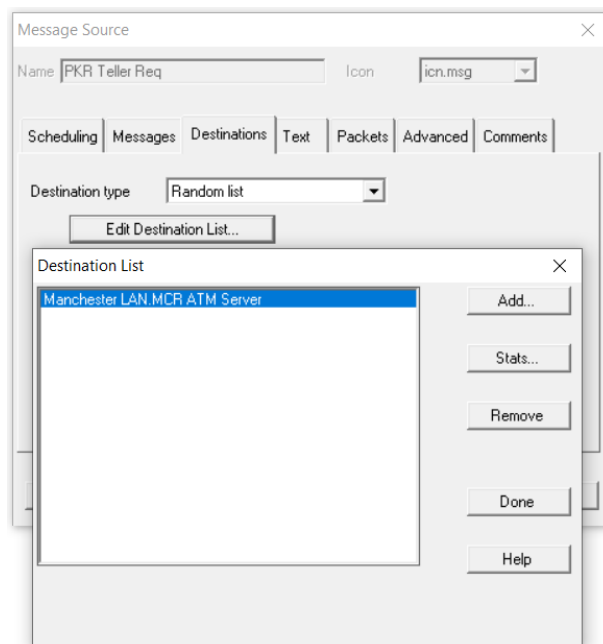 Message Source
Name PKR Teller Req Icon icn.msg
Scheduling Messages Destinations Text Packets Advanced Comments
Destination type Random list
Edit Destination List...
Destination List
Manchester LAN.MCR ATM Server
Add...
Stats...
Remove
Done
Help